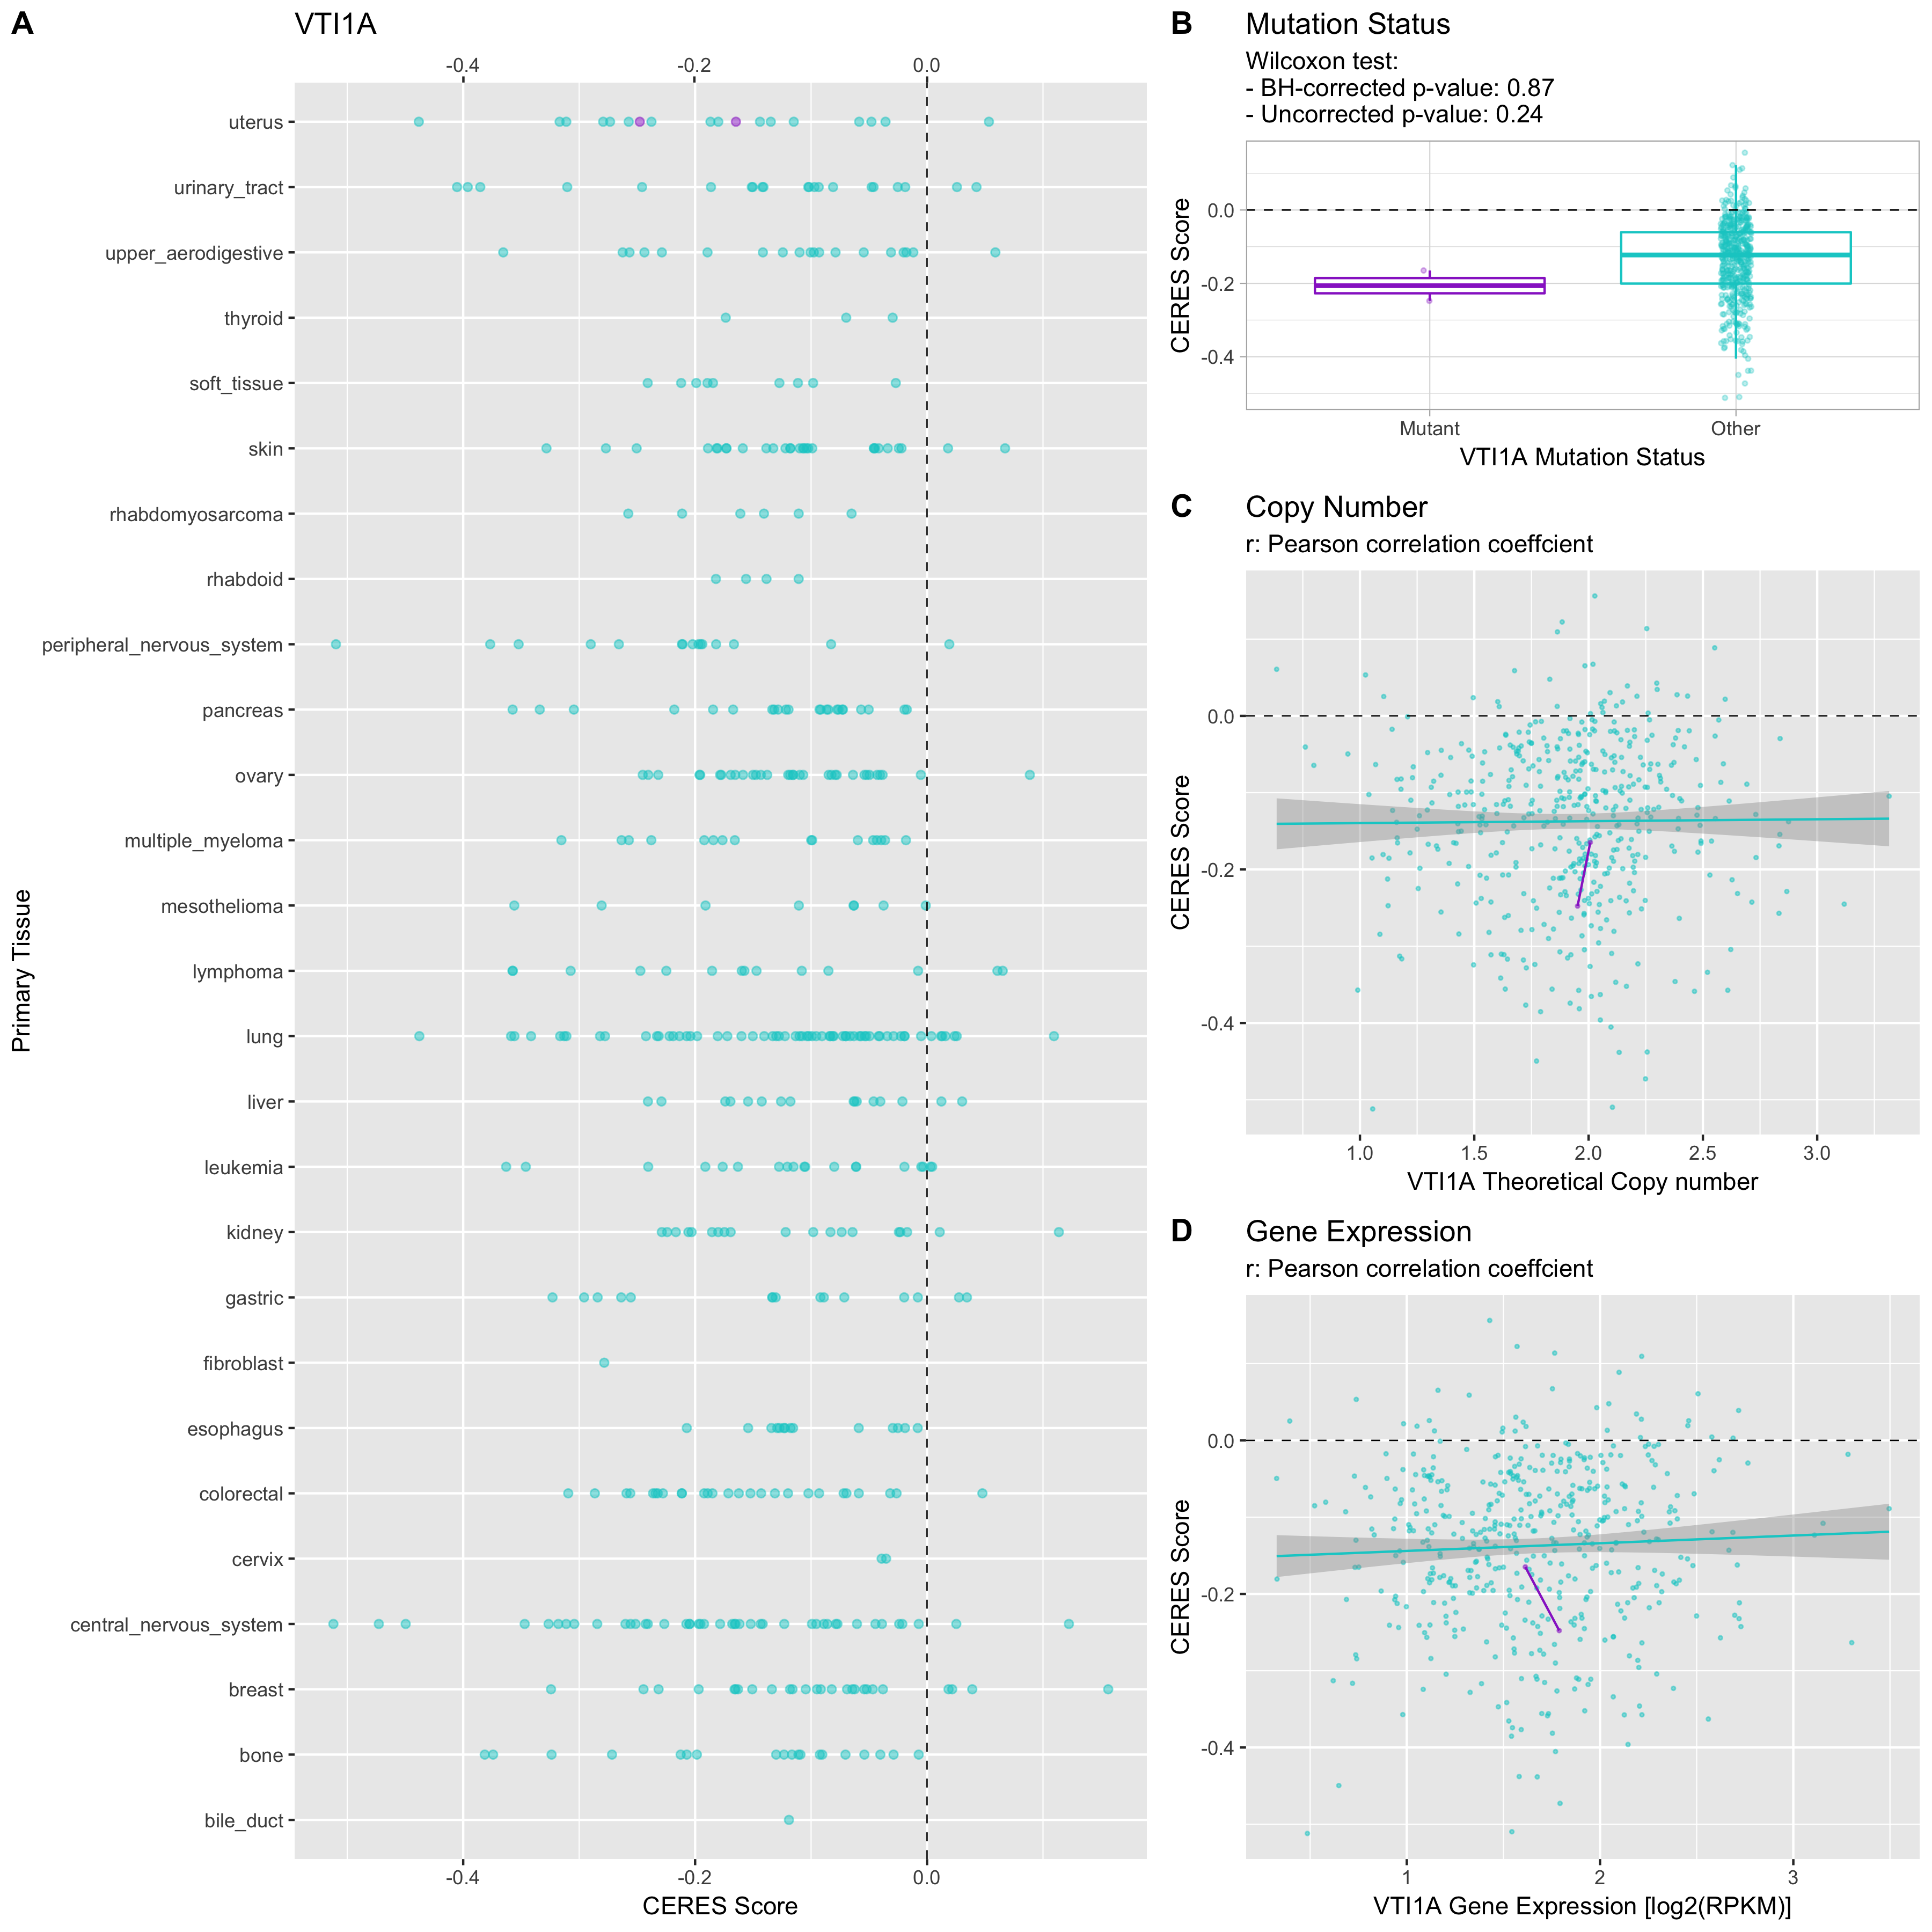 A
VTI1A
-0.4
-0.2
0.0
Primary Tissue
uterus
urinary_tract
upper_aerodigestive
thyroid
soft_tissue
skin
rhabdomyosarcoma
rhabdoid
peripheral_nervous_system
pancreas
ovary
multiple_myeloma
mesothelioma
lymphoma
lung
liver
leukemia
kidney
gastric
fibroblast
esophagus
colorectal
cervix
central_nervous_system
breast
bone
bile_duct
-0.4
-0.2
0.0
CERES Score
B
Mutation Status
Wilcoxon test:
- BH-corrected p-value: 0.87
- Uncorrected p-value: 0.24
CERES Score
0.0
-0.2
-0.4
Mutant
Other
VTI1A Mutation Status
C
Copy Number
r: Pearson correlation coeffcient
CERES Score
0.0
-0.2
-0.4
1.0
1.5
2.0
2.5
3.0
VTI1A Theoretical Copy number
D
Gene Expression
r: Pearson correlation coeffcient
CERES Score
0.0
-0.2
-0.4
1
2
3
VTI1A Gene Expression [log2(RPKM)]